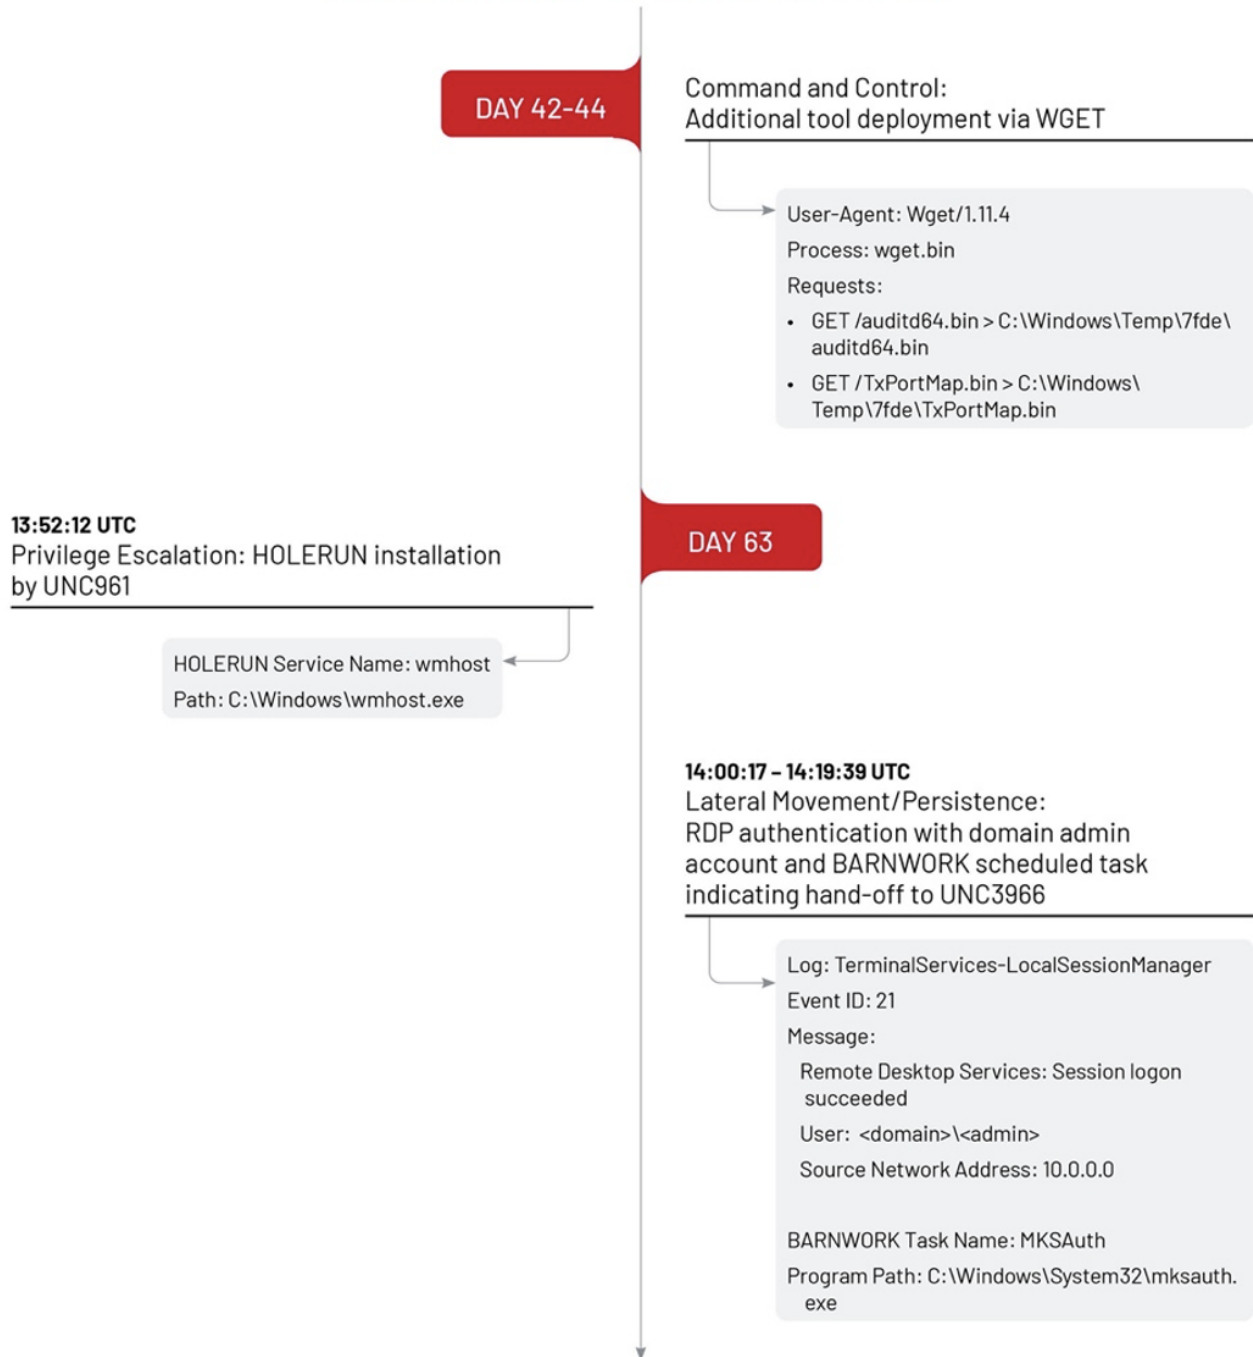 DAY 42-44
Command and Control:
Additional tool deployment via WGET
User-Agent: Wget/1.11.4
Process: wget.bin
Requests:
• GET /auditd64.bin > C:\Windows\Temp\7fde\
auditd64.bin
• GET /TxPortMap.bin > C:\Windows\
Temp\7fde\TxPortMap.bin
DAY 63
13:52:12 UTC
Privilege Escalation: HOLERUN installation
by UNC961
HOLERUN Service Name: wmhost
Path: C:\Windows\wmhost.exe
14:00:17 – 14:19:39 UTC
Lateral Movement/Persistence:
RDP authentication with domain admin
account and BARNWORK scheduled task
indicating hand-off to UNC3966
Log: TerminalServices-LocalSessionManager
Event ID: 21
Message:
Remote Desktop Services: Session logon
succeeded
User: <domain>\<admin>
Source Network Address: 10.0.0.0
BARNWORK Task Name: MKSAuth
Program Path: C:\Windows\System32\mksauth.
exe